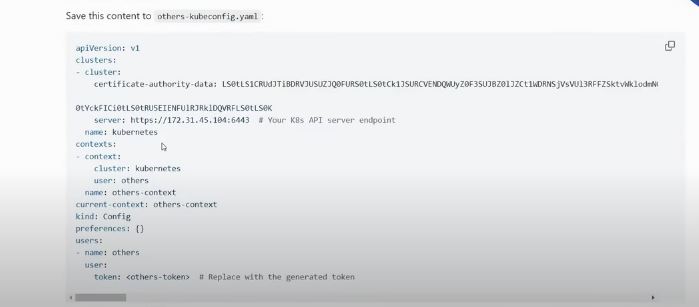 Save this content to others-kubeconfig.yaml:
apiVersion: v1
clusters:
- cluster:
certificate-authority-data:
server: https://172.31.45.104:6443 # Your K8s API server endpoint
name: kubernetes
contexts:
- context:
cluster: kubernetes
user: others
name: others-context
current-context: others-context
kind: Config
preferences: {}
users:
- name: others
user:
token: <others-token> # Replace with the generated token